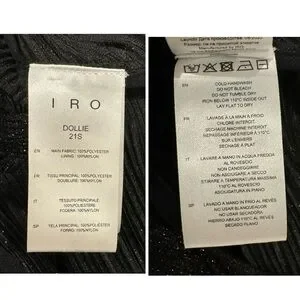 IRO
DOLLIE
21S
EN MAIN FABRIC: 100%POLYESTER
LINING: 100%NYLON
FR TISSU PRINCIPAL: 100%POLYESTER
DOUBLURE: 100%NYLON
IT TESSUTO PRINCIPALE:
100%POLIESTERE
FODERA: 100%NYLON
SP TELA PRINCIPAL: 100%POLIESTER
FORRO: 100%NYLON
EN COLD HANDWASH
DO NOT BLEACH
DO NOT TUMBLE DRY
IRON BELOW 110°C INSIDE OUT
LAY FLAT TO DRY
FR LAVAGE A LA MAIN A FROID
CHLORE INTERDIT
SECHAGE MACHINE INTERDIT
REPASSAGE A 110°C MAXIMUM
SUR L'ENVERS
SECHAGE A PLAT
IT LAVARE A MANO IN ACQUA FREDDA
AL ROVESCIO
NON CANDEGGIARE
NON ASCIUGARE A SECCO
STIRARE A TEMPERATURA MASSIMA
110°C AL ROVESCIO
ASCIUGATURA IN PIANO
SP LAVADO A MANO EN FRIO AL REVÉS
NO USAR BLANQUEADOR
NO USAR SECADORA
HIERRO ABAJO 110°C AL REVES
SECADO PLANO